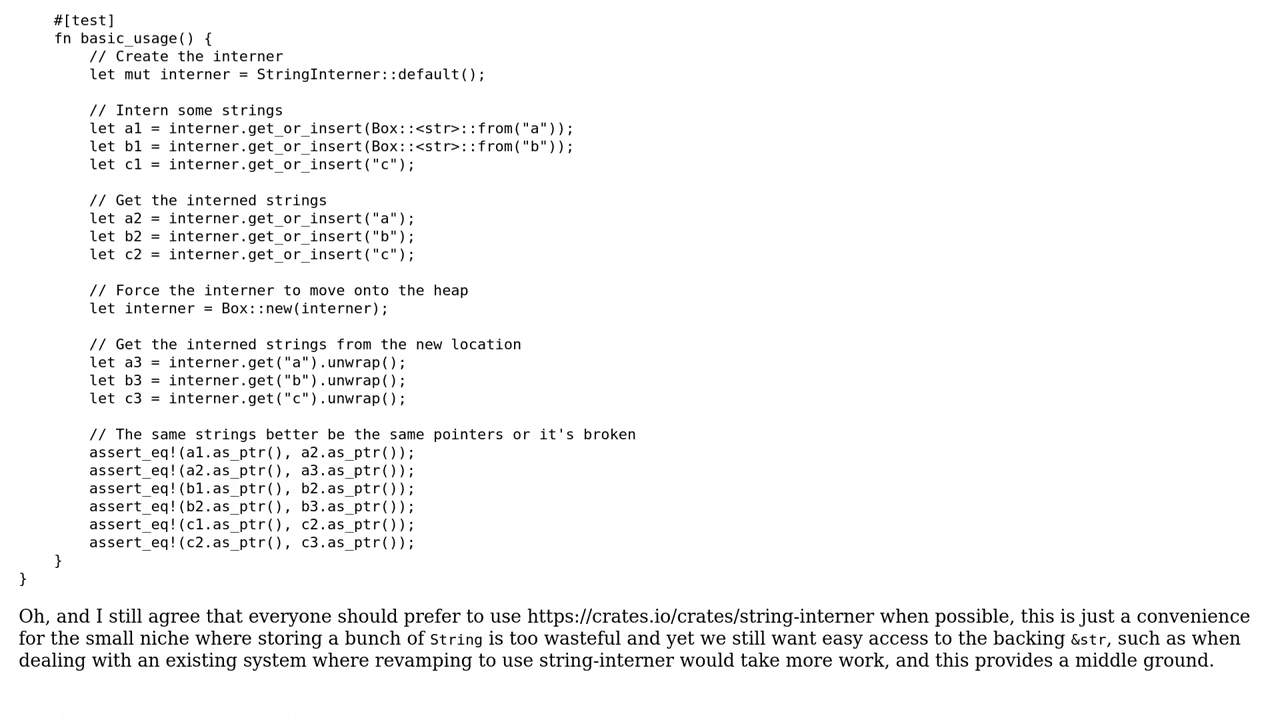 #[test]
fn basic_usage() {
// Create the interner
let mut interner = StringInterner::default();
// Intern some strings
let a1 = interner.get_or_insert(Box::<str>::from("a"));
let b1 = interner.get_or_insert(Box::<str>::from("b"));
let c1 = interner.get_or_insert("c");
// Get the interned strings
let a2 = interner.get_or_insert("a");
let b2 = interner.get_or_insert("b");
let c2 = interner.get_or_insert("c");
// Force the interner to move onto the heap
let interner = Box::new(interner);
// Get the interned strings from the new location
let a3 = interner.get("a").unwrap();
let b3 = interner.get("b").unwrap();
let c3 = interner.get("c").unwrap();
// The same strings better be the same pointers or it's broken
assert_eq!(a1.as_ptr(), a2.as_ptr());
assert_eq!(a2.as_ptr(), a3.as_ptr());
assert_eq!(b1.as_ptr(), b2.as_ptr());
assert_eq!(b2.as_ptr(), b3.as_ptr());
assert_eq!(c1.as_ptr(), c2.as_ptr());
assert_eq!(c2.as_ptr(), c3.as_ptr());
}
}
Oh, and I still agree that everyone should prefer to use https://crates.io/crates/string-interner when possible, this is just a convenience
for the small niche where storing a bunch of String is too wasteful and yet we still want easy access to the backing &str, such as when
dealing with an existing system where revamping to use string-interner would take more work, and this provides a middle ground.